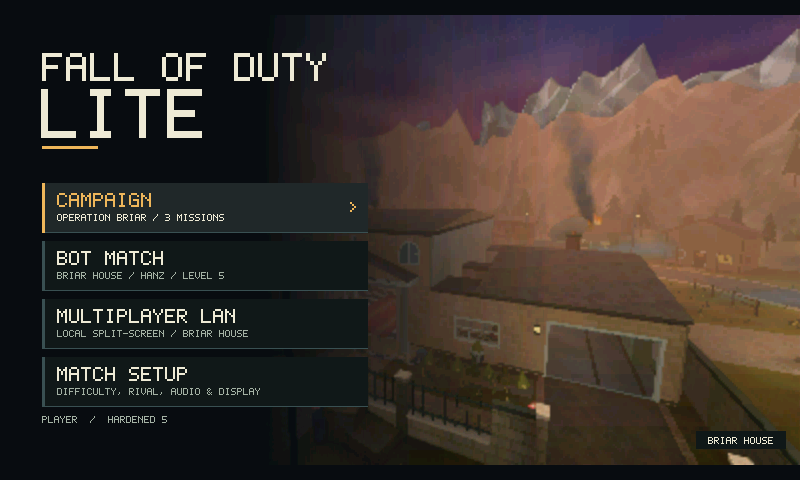 FALL OF DUTY
LITE
CAMPAIGN
OPERATION BRIAR / 3 MISSIONS
>
BOT MATCH
BRIAR HOUSE / HANZ / LEVEL 5
MULTIPLAYER LAN
LOCAL SPLIT-SCREEN / BRIAR HOUSE
MATCH SETUP
DIFFICULTY, RIVAL, AUDIO & DISPLAY
PLAYER / HARDENED 5
BRIAR HOUSE